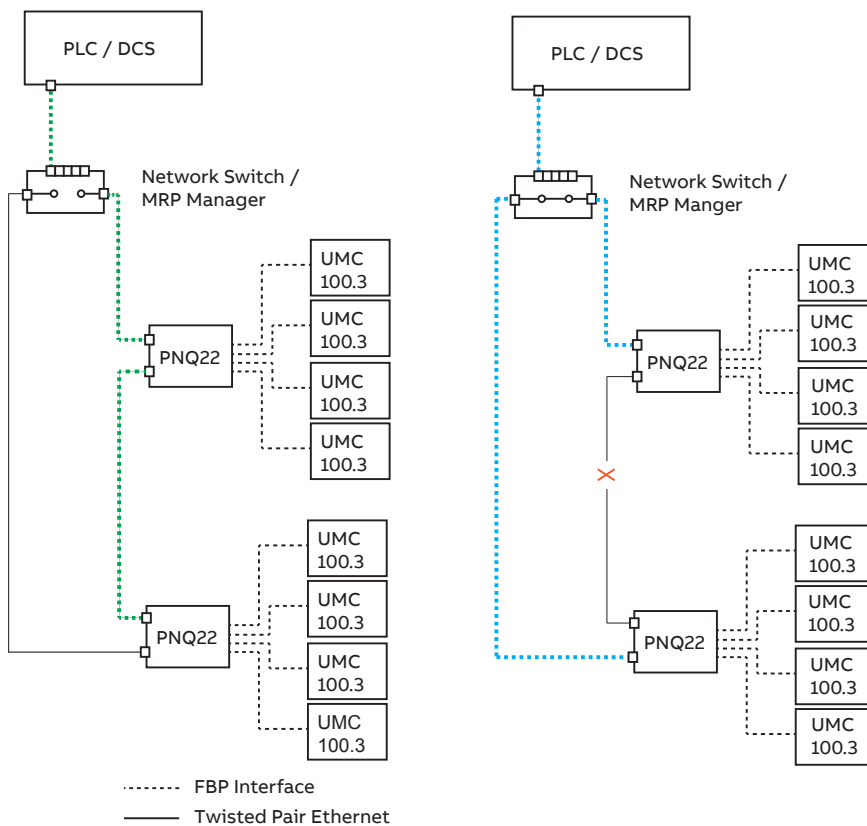 PLC / DCS
Network Switch /
MRP Manager
UMC
100.3
UMC
100.3
PNQ22
UMC
100.3
UMC
100.3
UMC
100.3
UMC
100.3
PNQ22
UMC
100.3
UMC
100.3
FBP Interface
Twisted Pair Ethernet
PLC / DCS
Network Switch /
MRP Manger
UMC
100.3
UMC
100.3
PNQ22
UMC
100.3
UMC
100.3
UMC
100.3
UMC
100.3
PNQ22
UMC
100.3
UMC
100.3